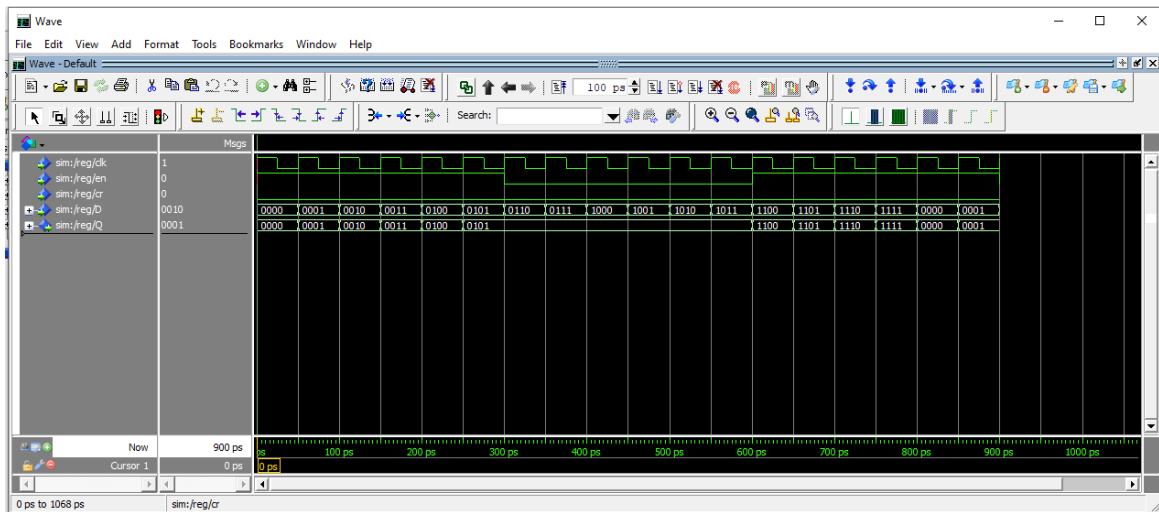 Wave
File Edit View Add Format Tools Bookmarks Window Help
Wave - Default
100 ps
Search:
Msgs
sim:/reg/clk 1
sim:/reg/en 0
sim:/reg/cr 0
sim:/reg/D 0010 0000 0001 0010 0011 0100 0101 0110 0111 1000 1001 1010 1011 1100 1101 1110 1111 0000 0001
sim:/reg/Q 0001 0000 0001 0010 0011 0100 0101 1100 1101 1110 1111 0000 0001
Now 900 ps ps 100 ps 200 ps 300 ps 400 ps 500 ps 600 ps 700 ps 800 ps 900 ps 1000 ps
Cursor 1 0 ps 0 ps
0 ps to 1068 ps sim:/reg/cr